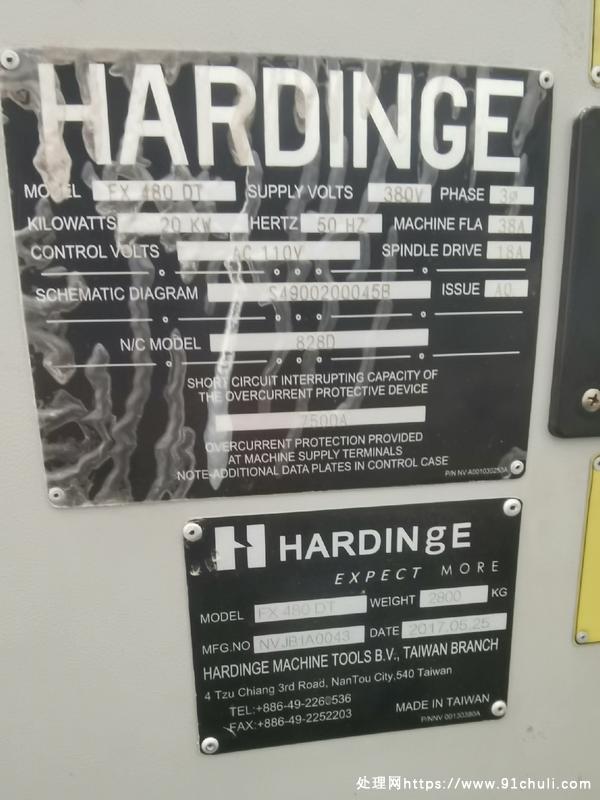 HARDINGE
MODEL FX 480 DT SUPPLY VOLTS 380V PHASE 3ø
KILOWATTS 20 KW HERTZ 50 HZ MACHINE FLA 38A
CONTROL VOLTS AC 110V SPINDLE DRIVE 18A
SCHEMATIC DIAGRAM S4900200045B ISSUE A0
N/C MODEL 828D
SHORT CIRCUIT INTERRUPTING CAPACITY OF
THE OVERCURRENT PROTECTIVE DEVICE
7500A
OVERCURRENT PROTECTION PROVIDED
AT MACHINE SUPPLY TERMINALS
NOTE-ADDITIONAL DATA PLATES IN CONTROL CASE
P/N NV-A001030253A
H HARDINgE
EXPECT MORE
MODEL FX 480 DT WEIGHT 2800 KG
MFG.NO NVJB1A0043 DATE 2017.05.25
HARDINGE MACHINE TOOLS B.V., TAIWAN BRANCH
4 Tzu Chiang 3rd Road, NanTou City,540 Taiwan
TEL:+886-49-2260536
FAX:+886-49-2252203
MADE IN TAIWAN
P/NNV 00130380A
处理网https://www.91chuli.com